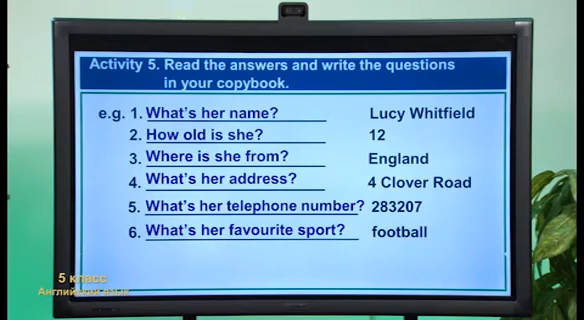 Activity 5. Read the answers and write the questions
in your copybook.
e.g. 1. What's her name? Lucy Whitfield
2. How old is she? 12
3. Where is she from? England
4. What's her address? 4 Clover Road
5. What's her telephone number? 283207
6. What's her favourite sport? football
5 класс
Английский язык